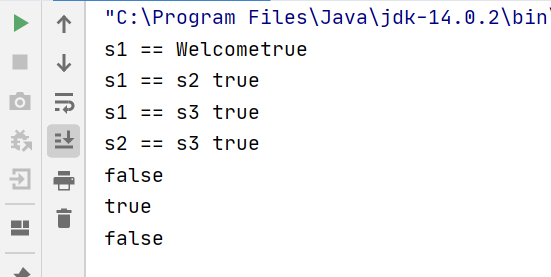 "C:\Program Files\Java\jdk-14.0.2\bin\
s1 == Welcometrue
s1 == s2 true
s1 == s3 true
s2 == s3 true
false
true
false